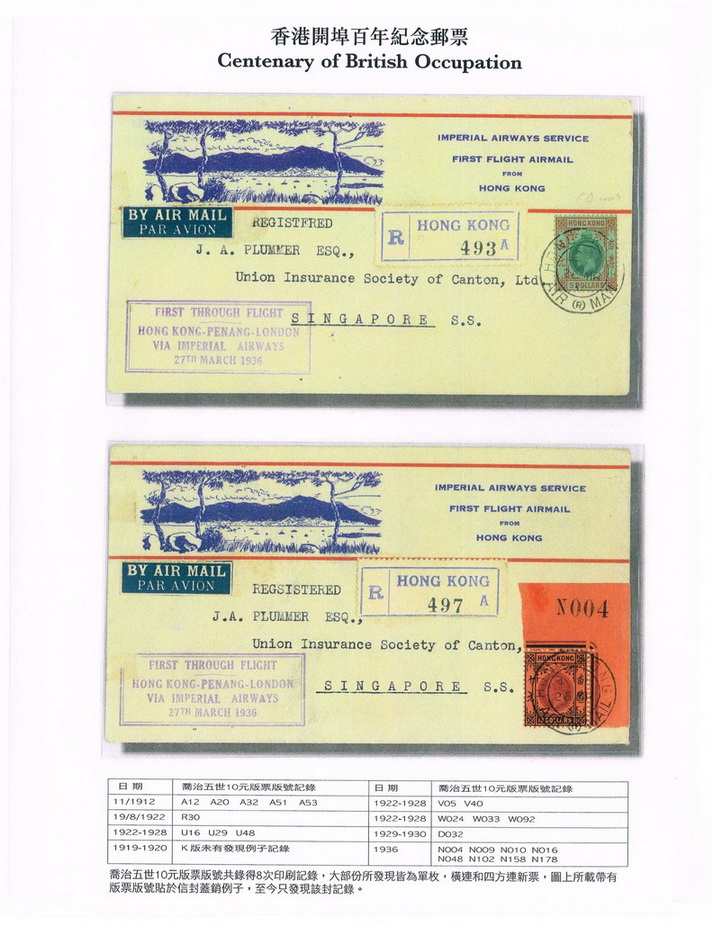 香港開埠百年紀念郵票
Centenary of British Occupation
IMPERIAL AIRWAYS SERVICE
FIRST FLIGHT AIRMAIL
FROM
HONG KONG
BY AIR MAIL
PAR AVION
REGISTFRED
R HONG KONG
493 A
HONG KONG
5 DOLLARS
J. A. PLUMMER ESQ.,
Union Insurance Society of Canton, Ltd
AIR (R) MAIL
SINGAPORE S.S.
FIRST THROUGH FLIGHT
HONG KONG-PENANG-LONDON
VIA IMPERIAL AIRWAYS
27TH MARCH 1936
IMPERIAL AIRWAYS SERVICE
FIRST FLIGHT AIRMAIL
FROM
HONG KONG
BY AIR MAIL
PAR AVION
REGSISTERED
R HONG KONG
497 A
N004
J.A. PLUMMER ESQ.,
Union Insurance Society of Canton,
HONG KONG
SINGAPORE S.S.
FIRST THROUGH FLIGHT
HONG KONG-PENANG-LONDON
VIA IMPERIAL AIRWAYS
27TH MARCH 1936
日期 喬治五世10元版票版號記錄 日期 喬治五世10元版票版號記錄
11/1912 A12 A20 A32 A51 A53 1922-1928 V05 V40
19/8/1922 R30 1922-1928 W024 W033 W092
1922-1928 U16 U29 U48 1929-1930 D032
1919-1920 K版未有發現例子記錄 1936 N004 N009 N010 N016
N048 N102 N158 N178
喬治五世10元版票版號共錄得8次印刷記錄，大部份所發現皆為單枚，橫連和四方連新票，圖上所載帶有
版票版號貼於信封蓋銷例子，至今只發現該封記錄。